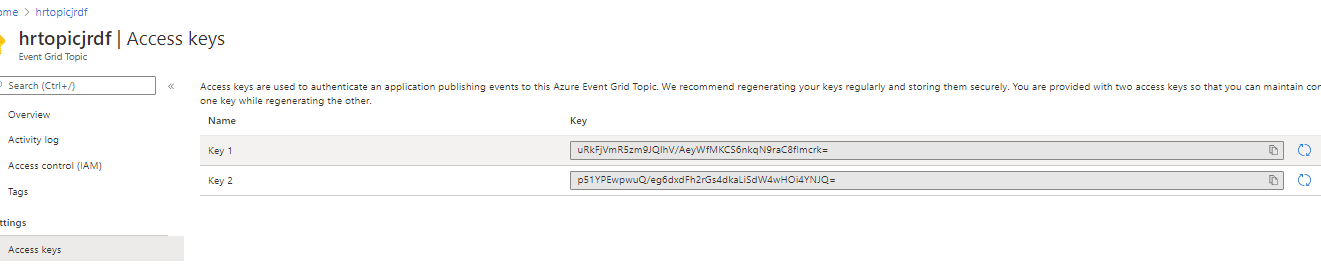 ome > hrtopicjrdf
hrtopicjrdf | Access keys
Event Grid Topic
Search (Ctrl+/)
«
Overview
Activity log
Access control (IAM)
Tags
ttings
Access keys
Access keys are used to authenticate an application publishing events to this Azure Event Grid Topic. We recommend regenerating your keys regularly and storing them securely. You are provided with two access keys so that you can maintain con
one key while regenerating the other.
Name Key
Key 1 uRkFjVmR5zm9JQlhV/AeyWfMKCS6nkqN9raC8fImcrk=
Key 2 p51YPEwpwuQ/eg6dxdFh2rGs4dkaLiSdW4wHOi4YNJQ=